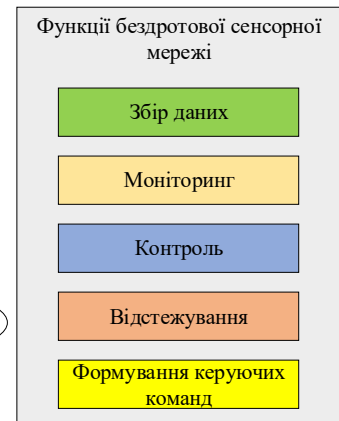 Функції бездротової сенсорної
мережі
Збір даних
Моніторинг
Контроль
Відстежування
Формування керуючих
команд